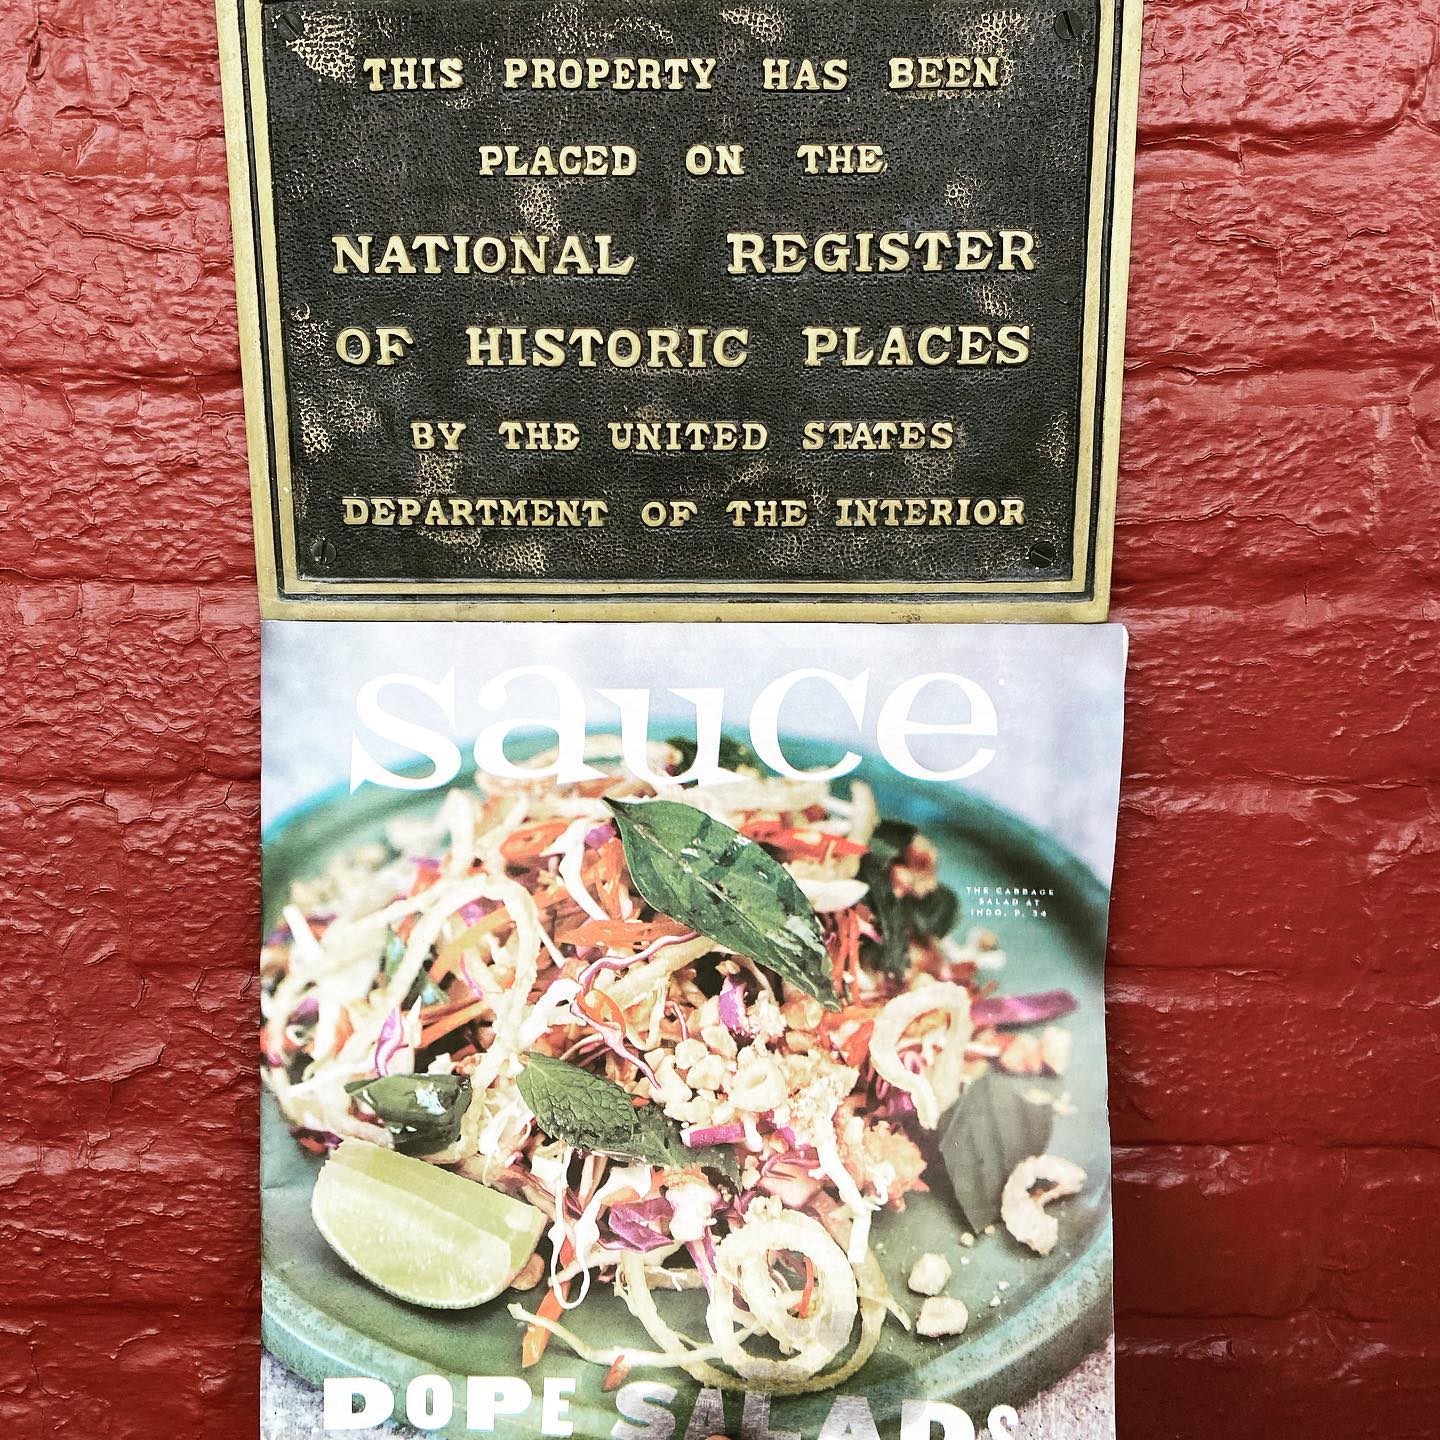 THIS PROPERTY HAS BEEN
PLACED ON THE
NATIONAL REGISTER
OF HISTORIC PLACES
BY THE UNITED STATES
DEPARTMENT OF THE INTERIOR
sauce
THE CABBAGE
SALAD AT
INDO, P. 34
DOPE SALADS